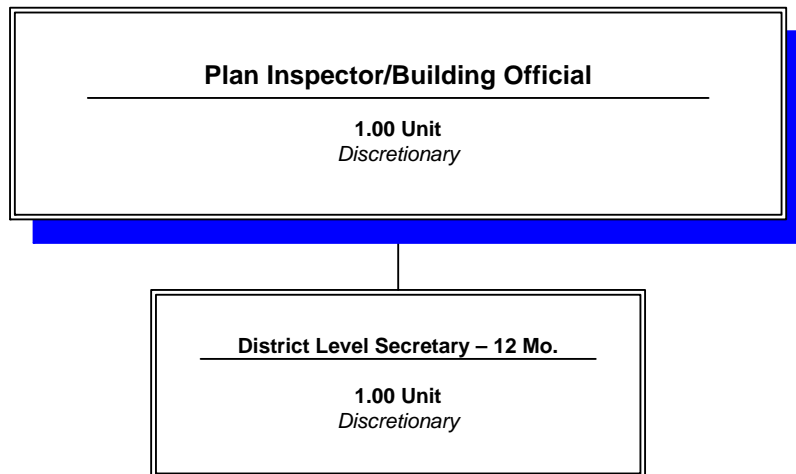 Plan Inspector/Building Official
1.00 Unit
Discretionary
District Level Secretary – 12 Mo.
1.00 Unit
Discretionary